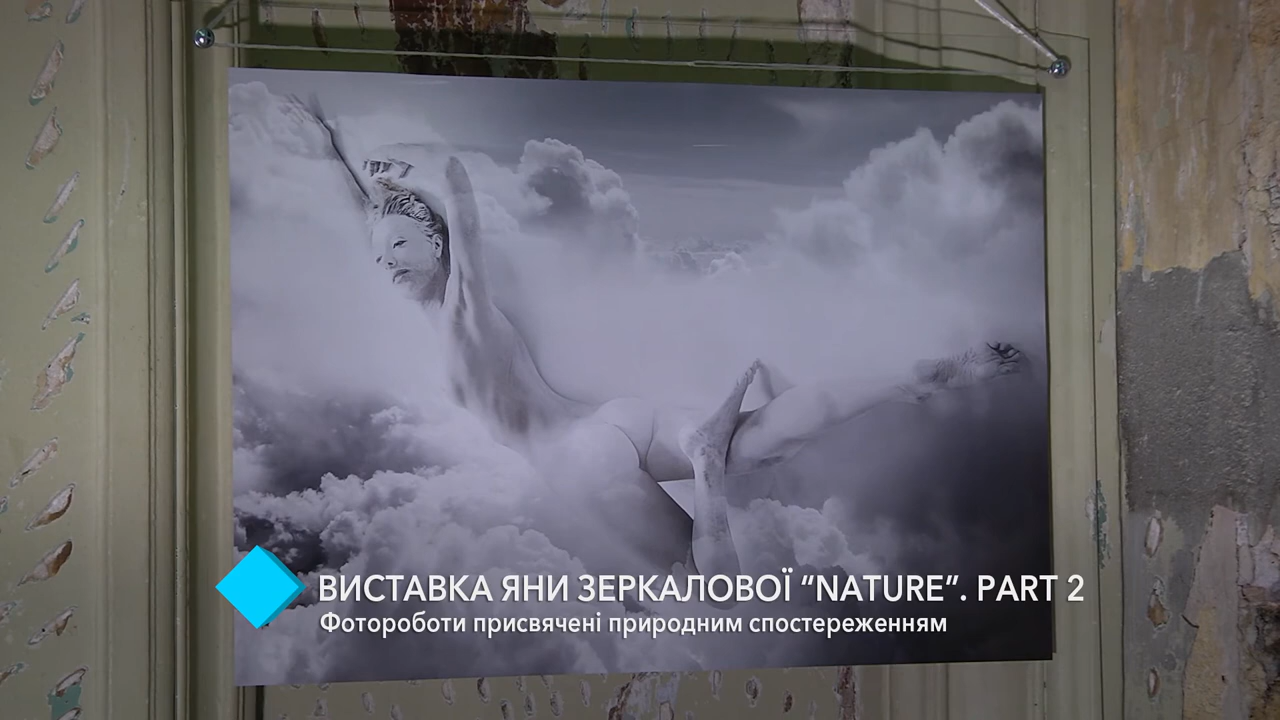 ВИСТАВКА ЯНИ ЗЕРКАЛОВОЇ “NATURE”. PART 2
Фотороботи присвячені природним спостереженням